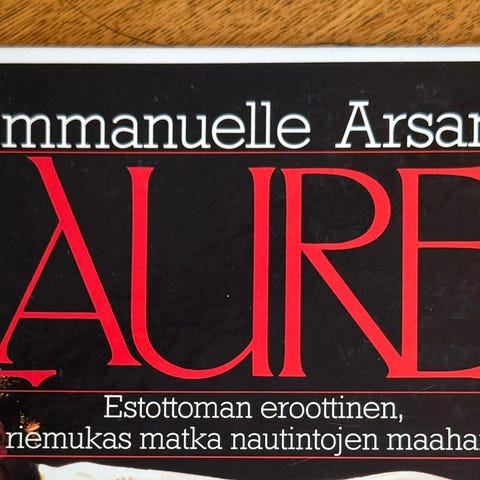 mmanuelle Arsan
AURE
Estottoman eroottinen,
riemukas matka nautintojen maaha